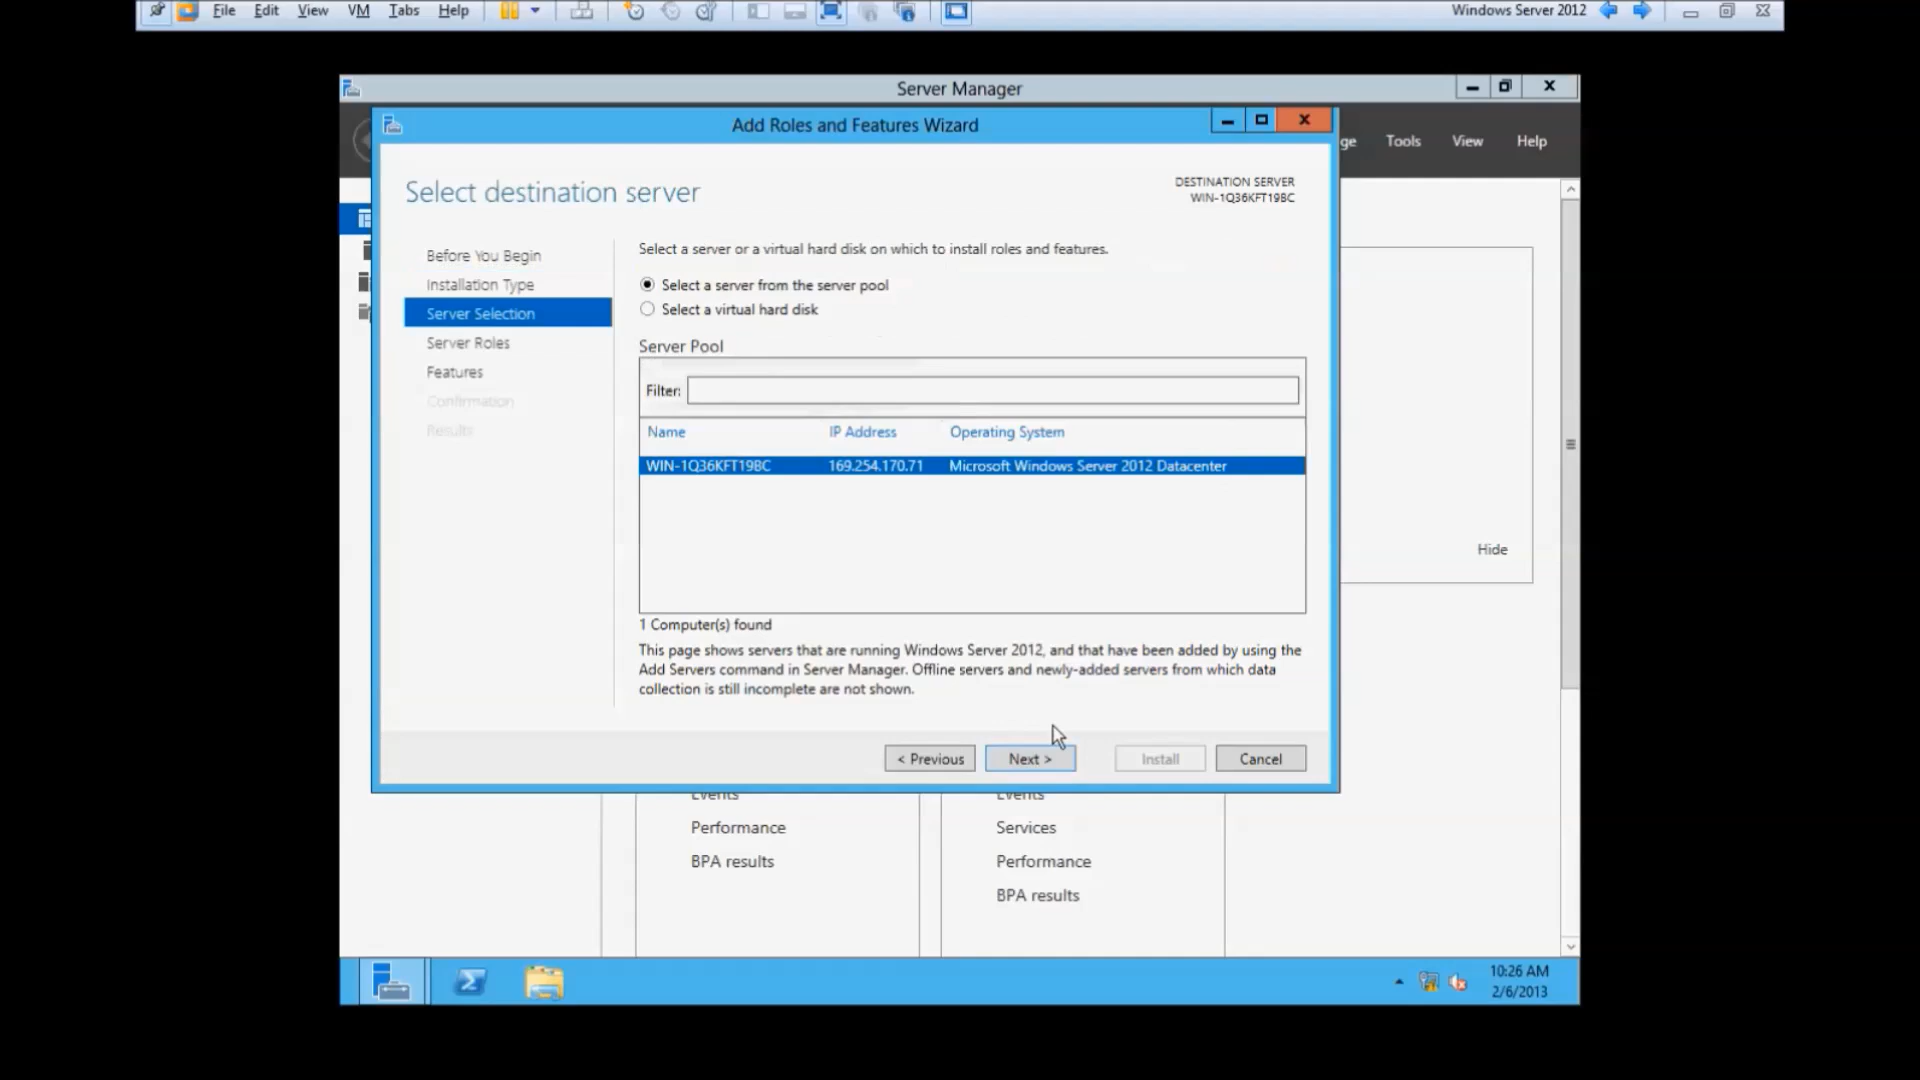 File Edit View VM Tabs Help
Windows Server 2012
Server Manager
Add Roles and Features Wizard
ge Tools View Help
Select destination server
DESTINATION SERVER
WIN-1Q36KFT19BC
Before You Begin
Installation Type
Server Selection
Server Roles
Features
Confirmation
Results
Select a server or a virtual hard disk on which to install roles and features.
Select a server from the server pool
Select a virtual hard disk
Server Pool
Filter:
Name IP Address Operating System
WIN-1Q36KFT19BC 169.254.170.71 Microsoft Windows Server 2012 Datacenter
1 Computer(s) found
This page shows servers that are running Windows Server 2012, and that have been added by using the
Add Servers command in Server Manager. Offline servers and newly-added servers from which data
collection is still incomplete are not shown.
Hide
< Previous Next > Install Cancel
Events Events
Performance Services
BPA results Performance
BPA results
10:26 AM
2/6/2013